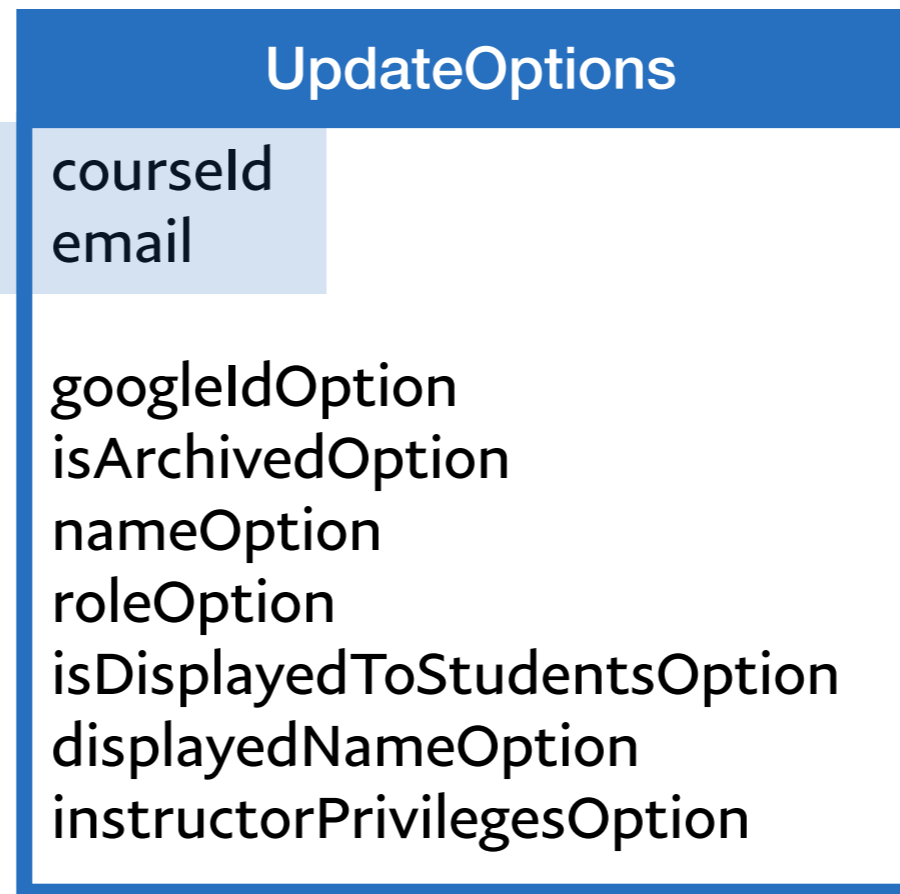 UpdateOptions
courseId
email
googleIdOption
isArchivedOption
nameOption
roleOption
isDisplayedToStudentsOption
displayedNameOption
instructorPrivilegesOption